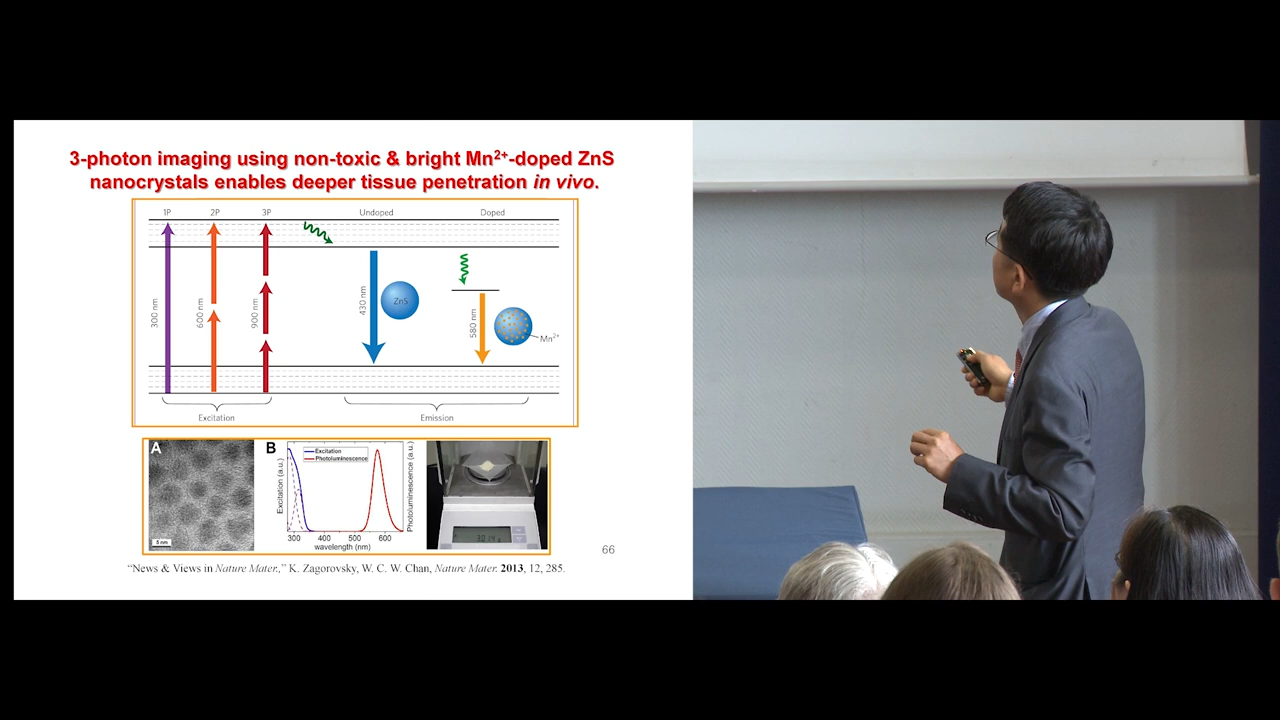 3-photon imaging using non-toxic & bright Mn²⁺-doped ZnS
nanocrystals enables deeper tissue penetration in vivo.
1P 2P 3P Undoped Doped
300 nm
600 nm
900 nm
430 nm
ZnS
580 nm
Mn²⁺
Excitation
Emission
A
5 nm
B
Excitation
Photoluminescence
Excitation (a.u.)
Photoluminescence (a.u.)
300 400 500 600
wavelength (nm)
66
“News & Views in Nature Mater.,” K. Zagorovsky, W. C. W. Chan, Nature Mater. 2013, 12, 285.